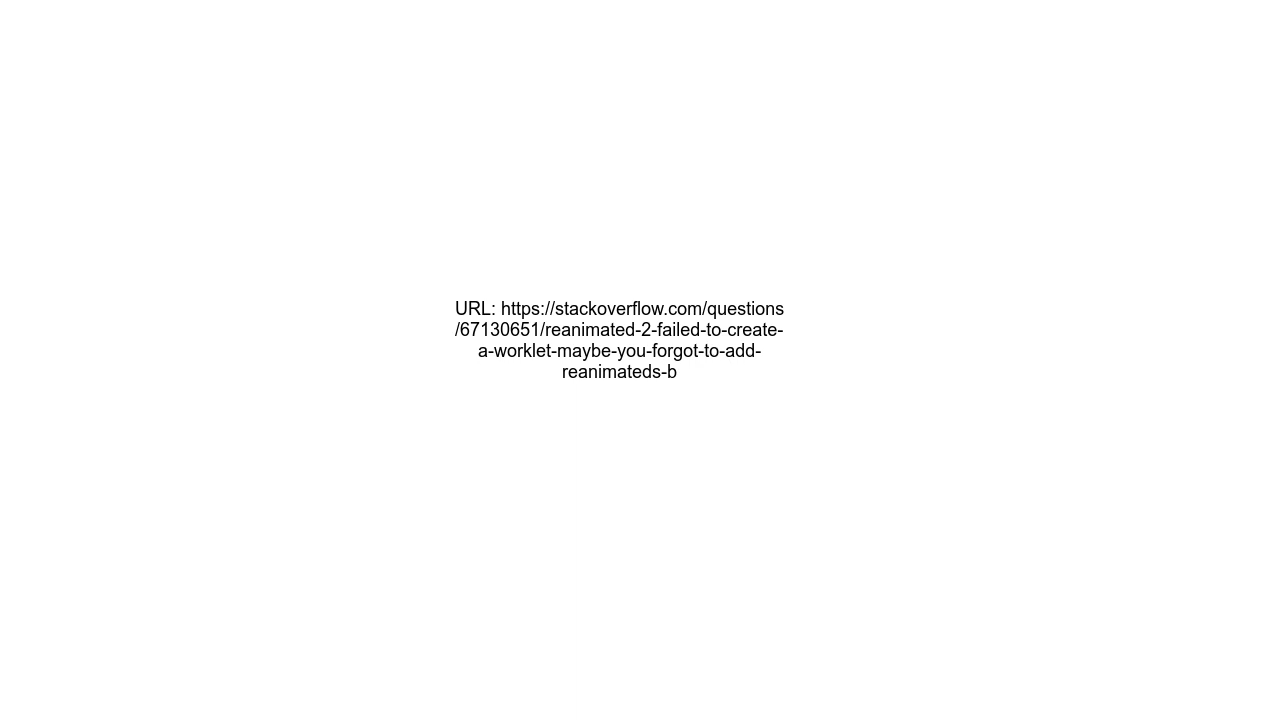 URL: https://stackoverflow.com/questions
/67130651/reanimated-2-failed-to-create-
a-worklet-maybe-you-forgot-to-add-
reanimateds-b